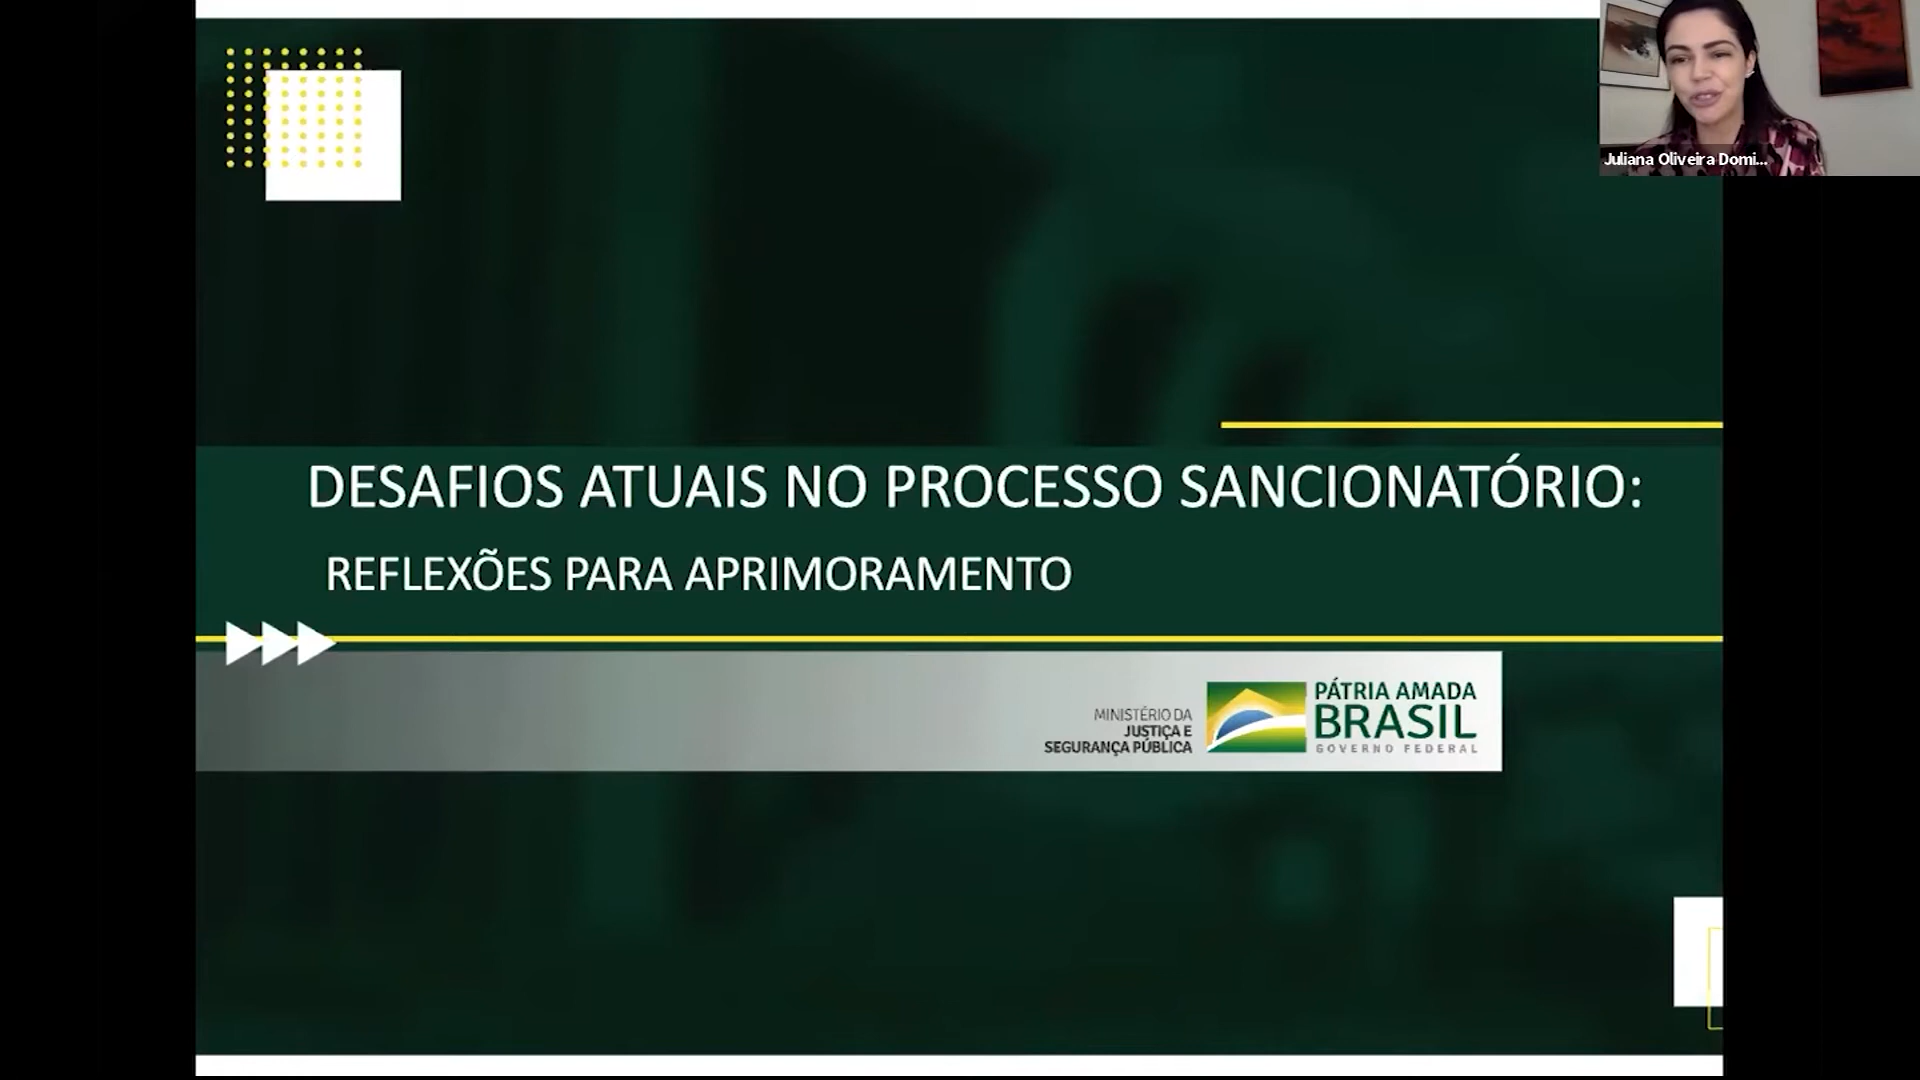 Juliana Oliveira Domi...
DESAFIOS ATUAIS NO PROCESSO SANCIONATÓRIO:
REFLEXÕES PARA APRIMORAMENTO
MINISTÉRIO DA
JUSTIÇA E
SEGURANÇA PÚBLICA
PÁTRIA AMADA
BRASIL
GOVERNO FEDERAL